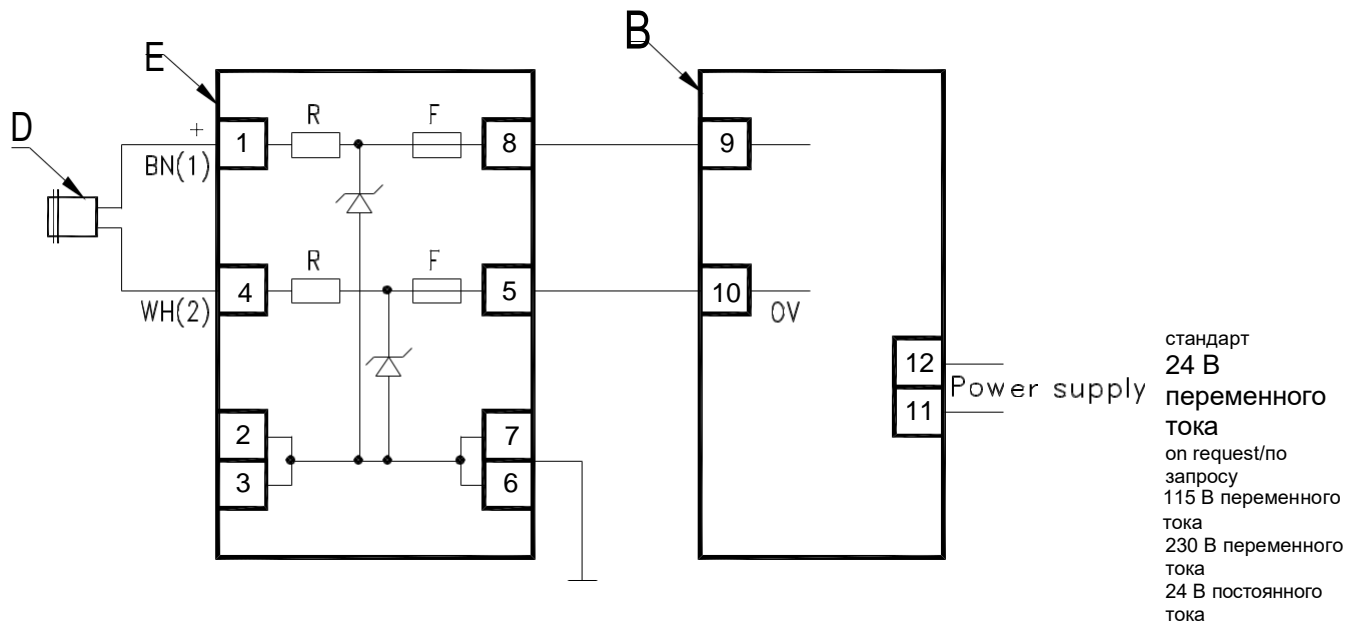 E
B
D
+
BN(1)
1
R
F
8
9
WH(2)
4
R
F
5
10
0V
2
3
7
6
12
11
Power supply
стандарт
24 В
переменного
тока
on request/по
запросу
115 В переменного
тока
230 В переменного
тока
24 В постоянного
тока